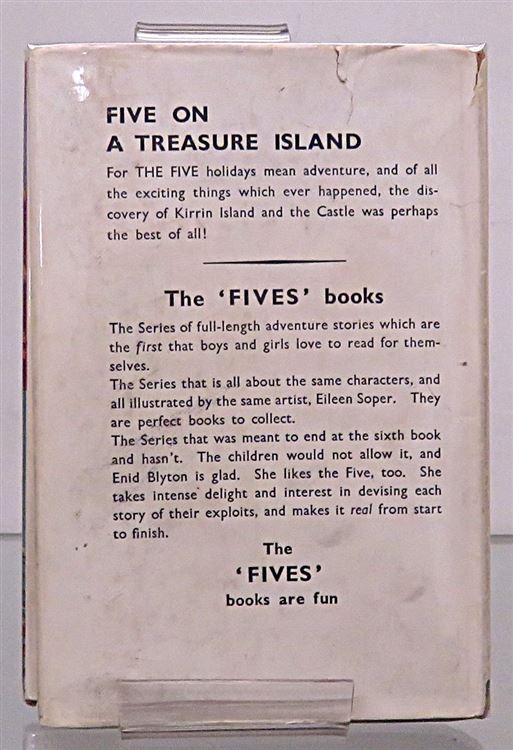 FIVE ON
A TREASURE ISLAND
For THE FIVE holidays mean adventure, and of all
the exciting things which ever happened, the dis-
covery of Kirrin Island and the Castle was perhaps
the best of all!
The ‘FIVES’ books
The Series of full-length adventure stories which are
the first that boys and girls love to read for them-
selves.
The Series that is all about the same characters, and
all illustrated by the same artist, Eileen Soper. They
are perfect books to collect.
The Series that was meant to end at the sixth book
and hasn't. The children would not allow it, and
Enid Blyton is glad. She likes the Five, too. She
takes intense delight and interest in devising each
story of their exploits, and makes it real from start
to finish.
The
‘FIVES’
books are fun